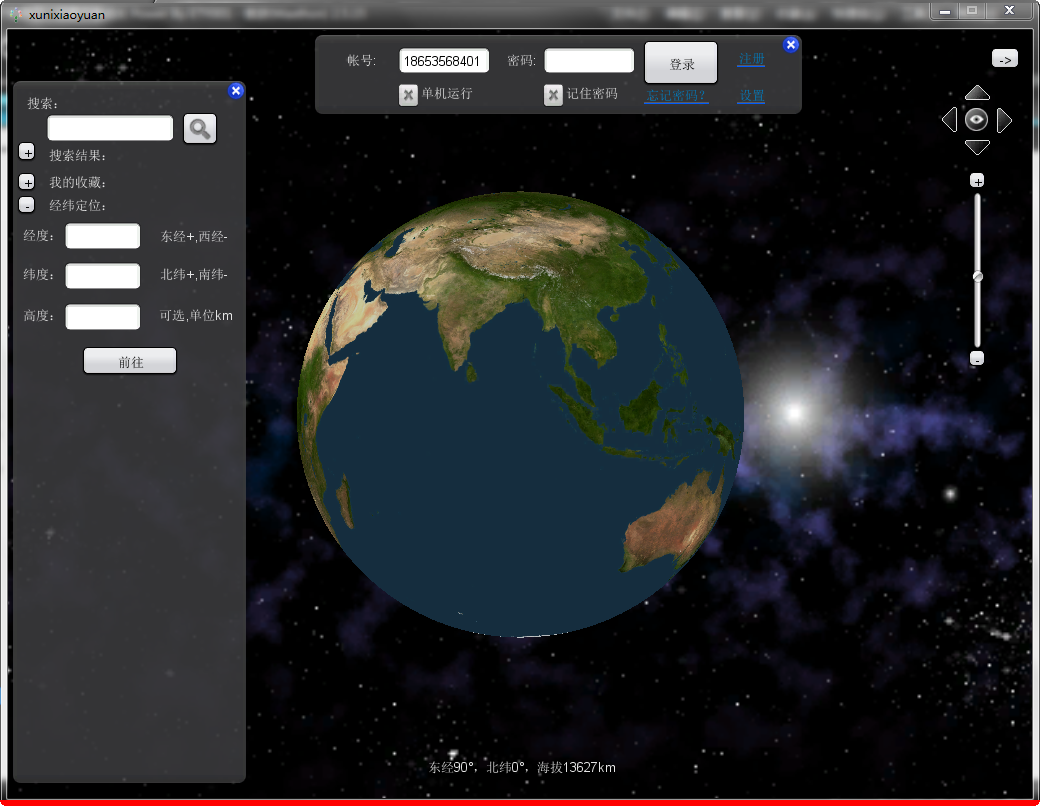 xunixiaoyuan
帐号: 18653568401 密码: 登录 注册
单机运行 记住密码 忘记密码? 设置
->
搜索:
+ 搜索结果:
+ 我的收藏:
- 经纬定位:
经度: 东经+,西经-
纬度: 北纬+,南纬-
高度: 可选,单位km
前往
+
-
东经90°, 北纬0°, 海拔13627km